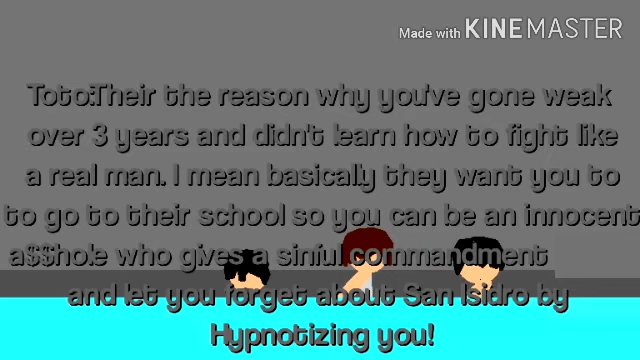 Made with KINEMASTER
Toto:Their the reason why you've gone weak
over 3 years and didn't learn how to fight like
a real man. I mean basically they want you to
to go to their school so you can be an innocent
a$$hole who gives a sinful commandment
and let you forget about San Isidro by
Hypnotizing you!